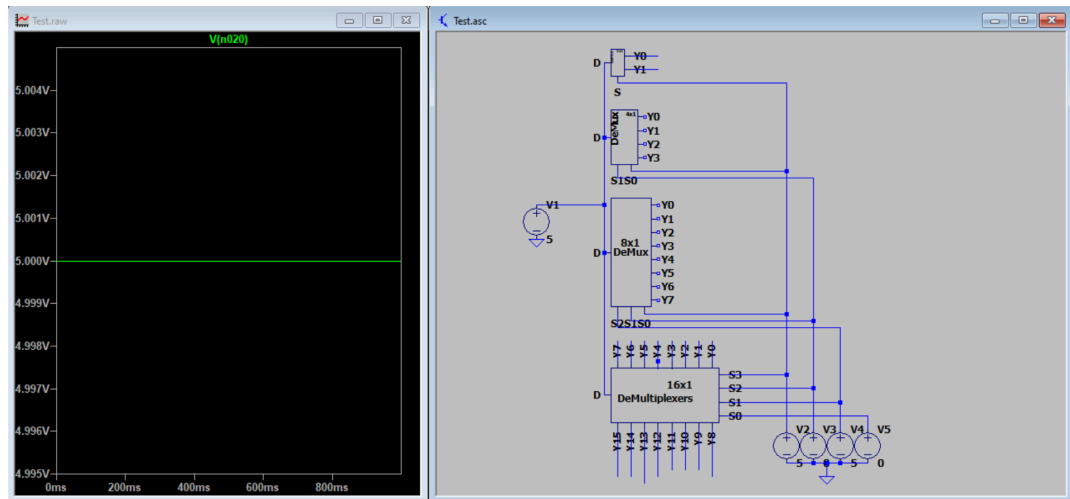 Test.raw
V(n020)
5.004V
5.003V
5.002V
5.001V
5.000V
4.999V
4.998V
4.997V
4.996V
4.995V
0ms 200ms 400ms 600ms 800ms
Test.asc
D Y0
Y1
S
DeMux 4x1
D
Y0
Y1
Y2
Y3
S1S0
V1
5
8x1
DeMux
D
Y0
Y1
Y2
Y3
Y4
Y5
Y6
Y7
S2S1S0
Y7 Y6 Y5 Y4 Y3 Y2 Y1 Y0
16x1
DeMultiplexers
D
S3
S2
S1
S0
Y15 Y14 Y13 Y12 Y11 Y10 Y9 Y8
V2 V3 V4 V5
5 5 0